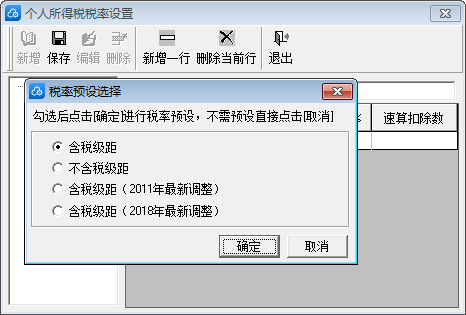 个人所得税税率设置
新增 保存 编辑 删除 新增一行 删除当前行 退出
税率预设选择
勾选后点击[确定]进行税率预设，不需预设直接点击[取消]
% 速算扣除数
含税级距
不含税级距
含税级距（2011年最新调整）
含税级距（2018年最新调整）
确定 取消